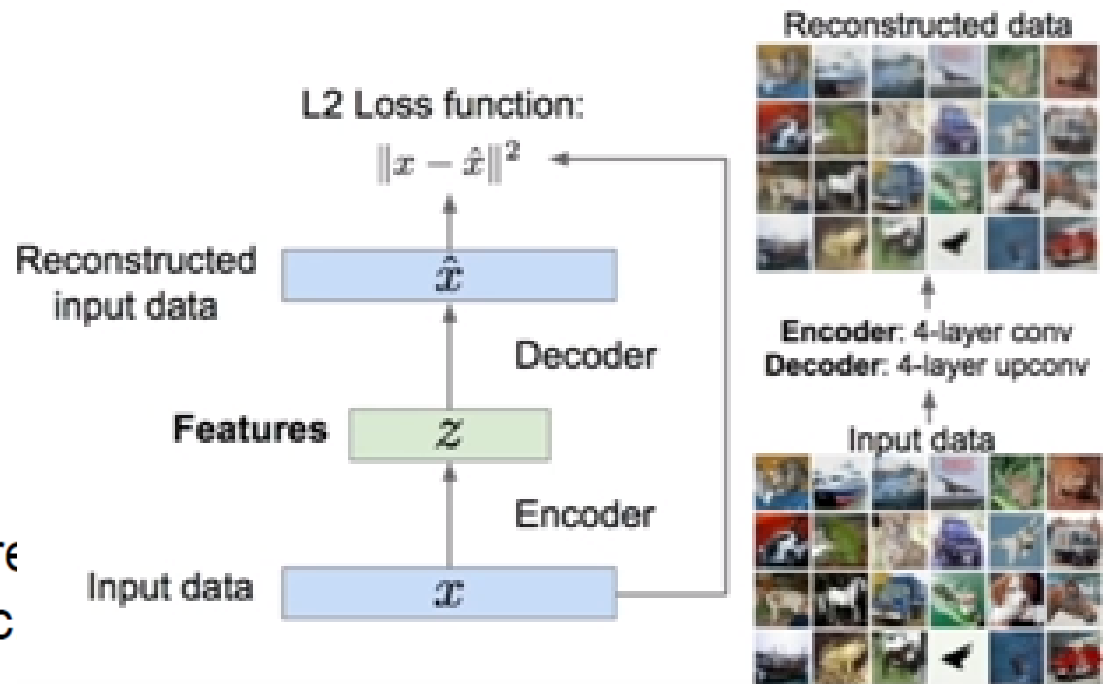 Reconstructed data
L2 Loss function:
‖x − x̂‖²
Reconstructed
input data
x̂
Decoder
Features
z
Encoder
Input data
x
Encoder: 4-layer conv
Decoder: 4-layer upconv
Input data
re
c